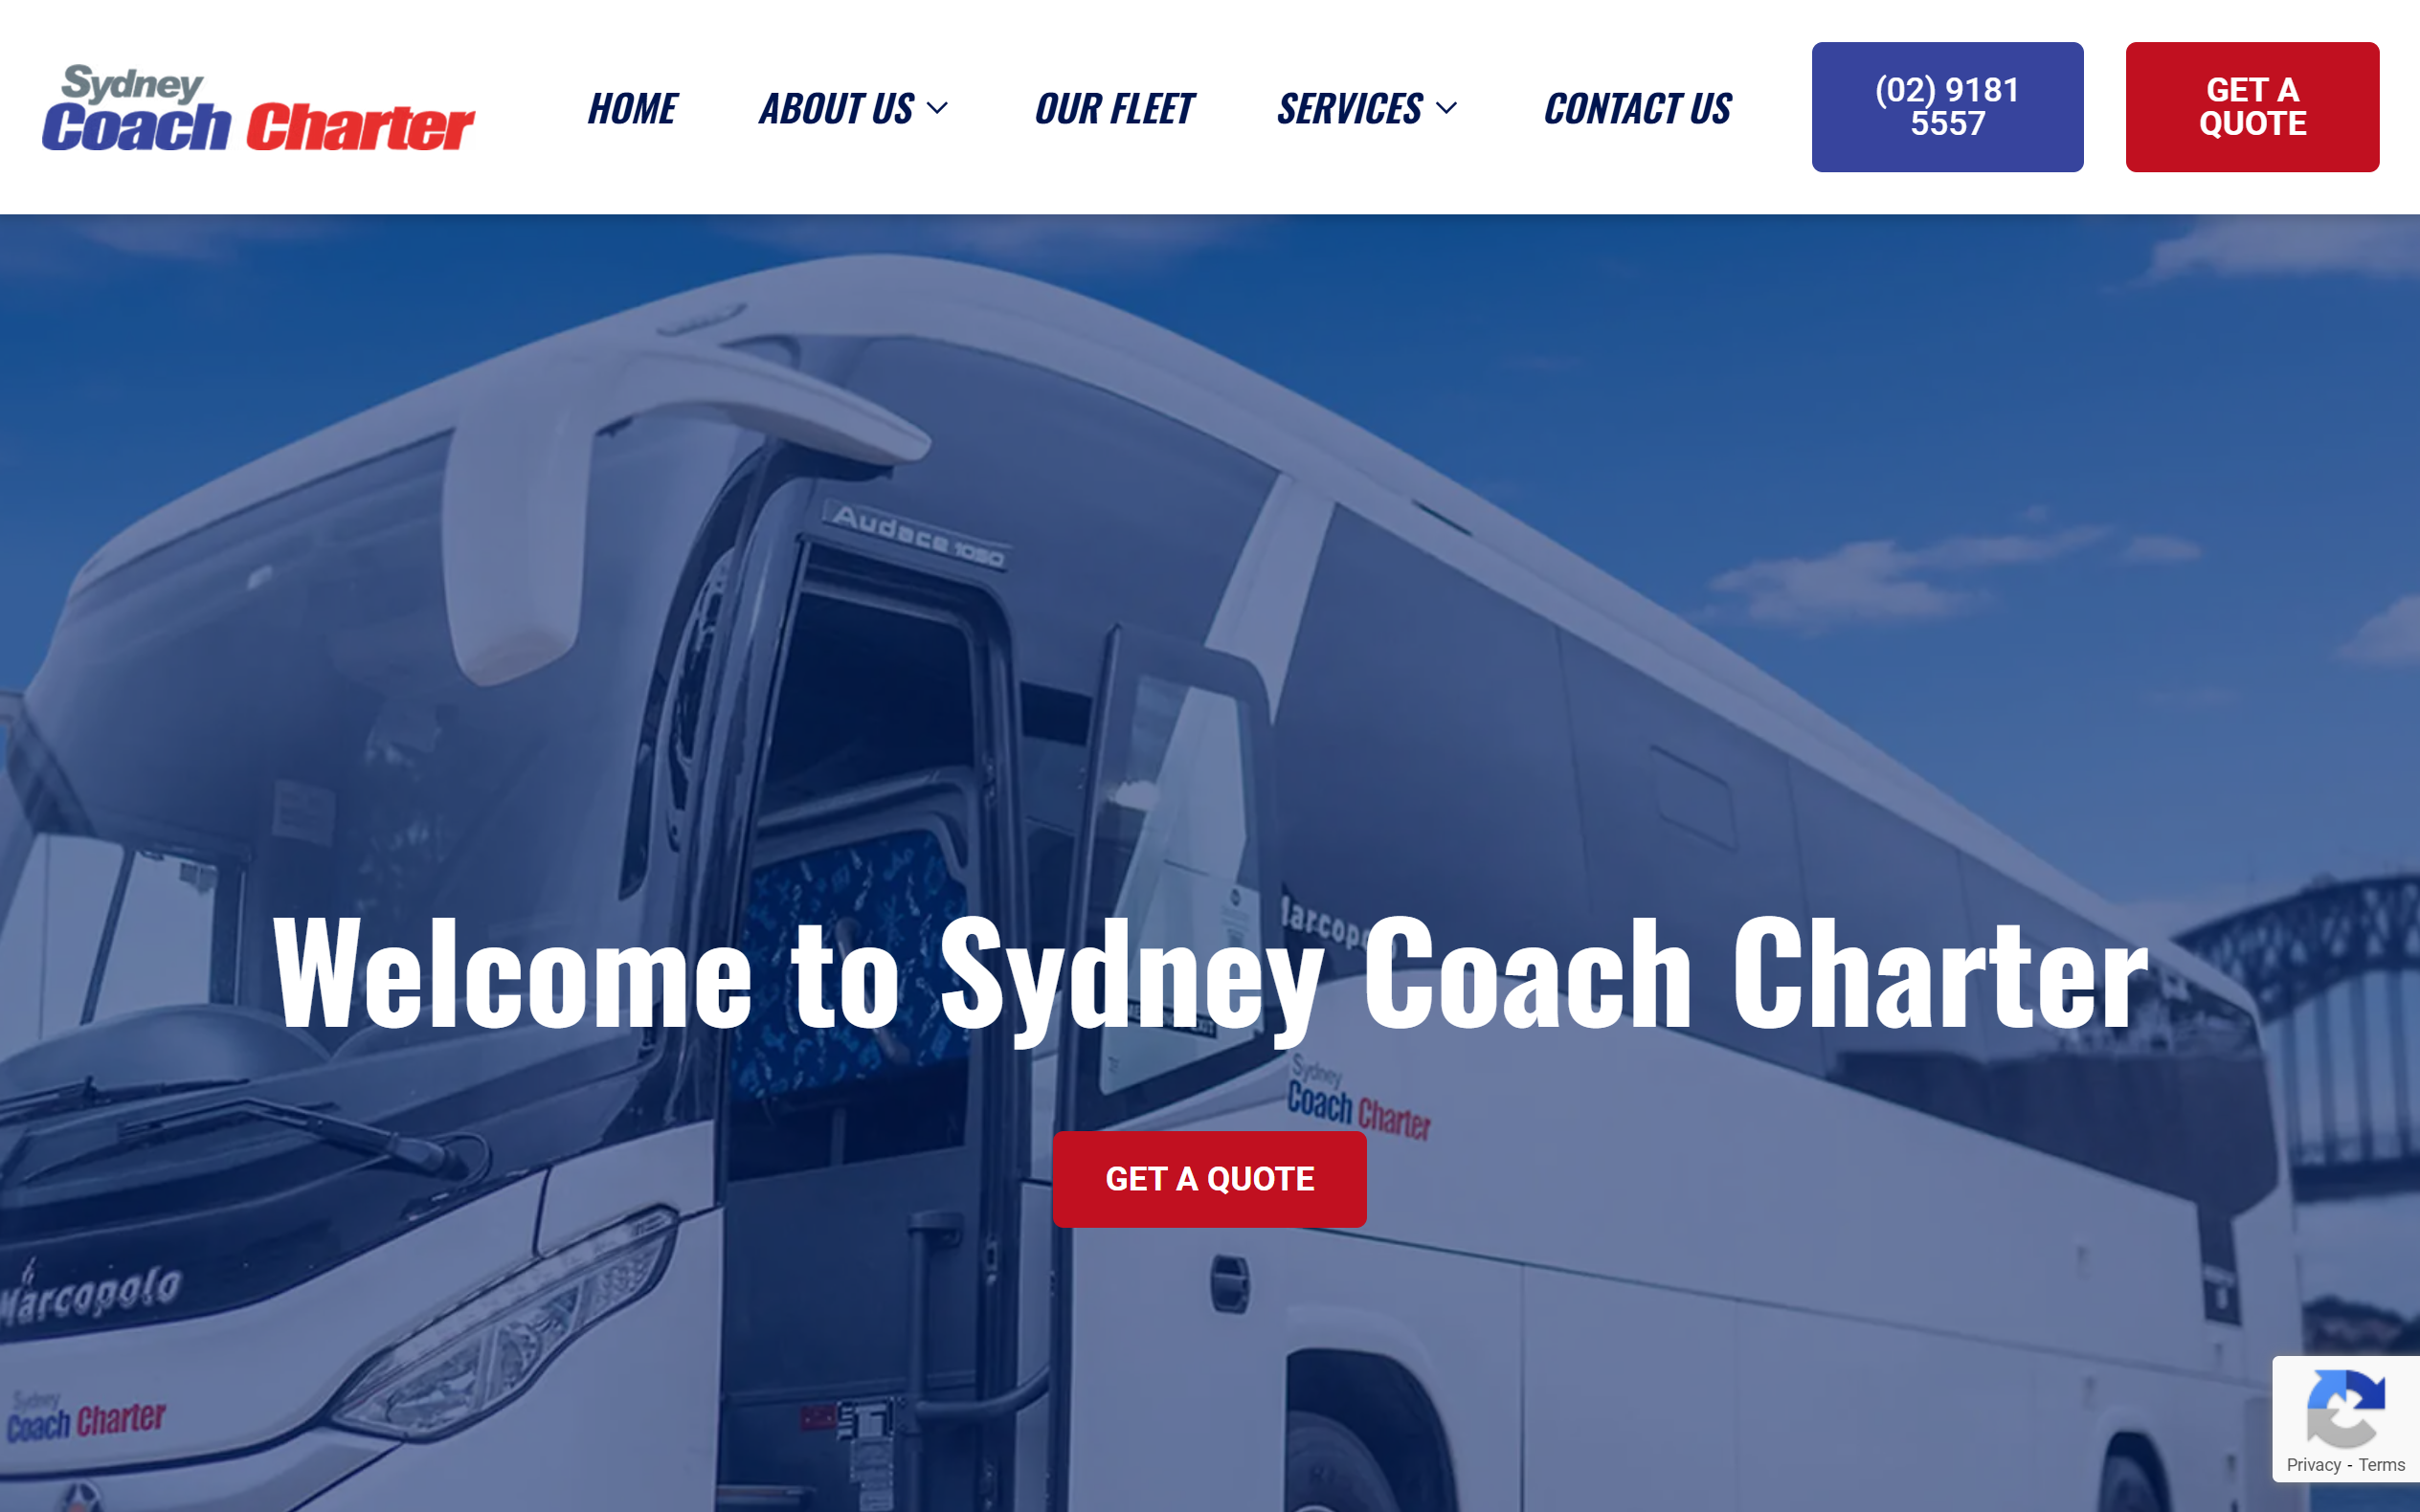 Sydney
Coach Charter
HOME
ABOUT US
OUR FLEET
SERVICES
CONTACT US
(02) 9181
5557
GET A
QUOTE
Audace 1050
Welcome to Sydney Coach Charter
Sydney
Coach Charter
GET A QUOTE
Marcopolo
Sydney
Coach Charter
Privacy - Terms